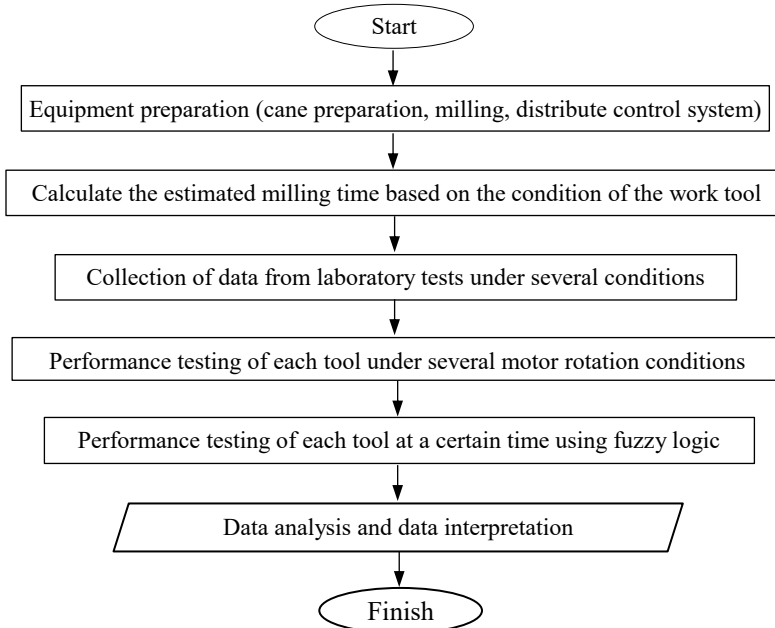 Start
Equipment preparation (cane preparation, milling, distribute control system)
Calculate the estimated milling time based on the condition of the work tool
Collection of data from laboratory tests under several conditions
Performance testing of each tool under several motor rotation conditions
Performance testing of each tool at a certain time using fuzzy logic
Data analysis and data interpretation
Finish